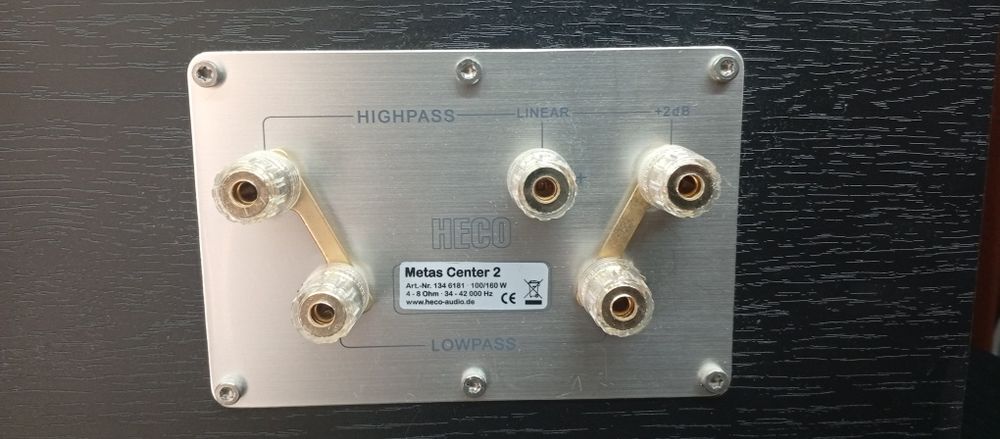 HIGHPASS LINEAR +2dB
+
HECO
Metas Center 2
Art.-Nr. 134 6181 · 100/160 W
4 - 8 Ohm · 34 - 42 000 Hz
www.heco-audio.de CE
LOWPASS